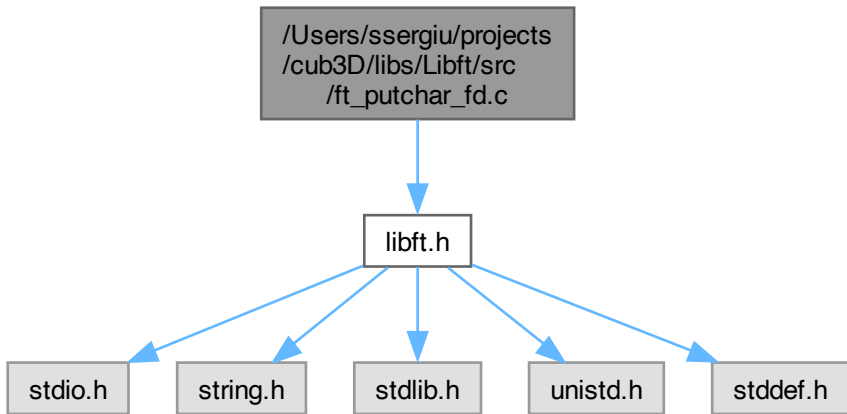 /Users/ssergiu/projects
/cub3D/libs/Libft/src
/ft_putchar_fd.c
libft.h
stdio.h
string.h
stdlib.h
unistd.h
stddef.h